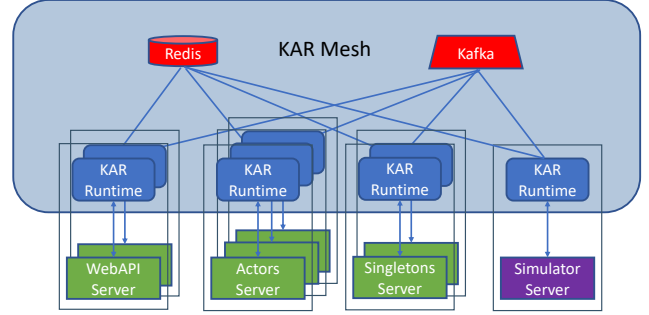 KAR Mesh
Redis
Kafka
KAR
Runtime
KAR
Runtime
KAR
Runtime
KAR
Runtime
WebAPI
Server
Actors
Server
Singletons
Server
Simulator
Server